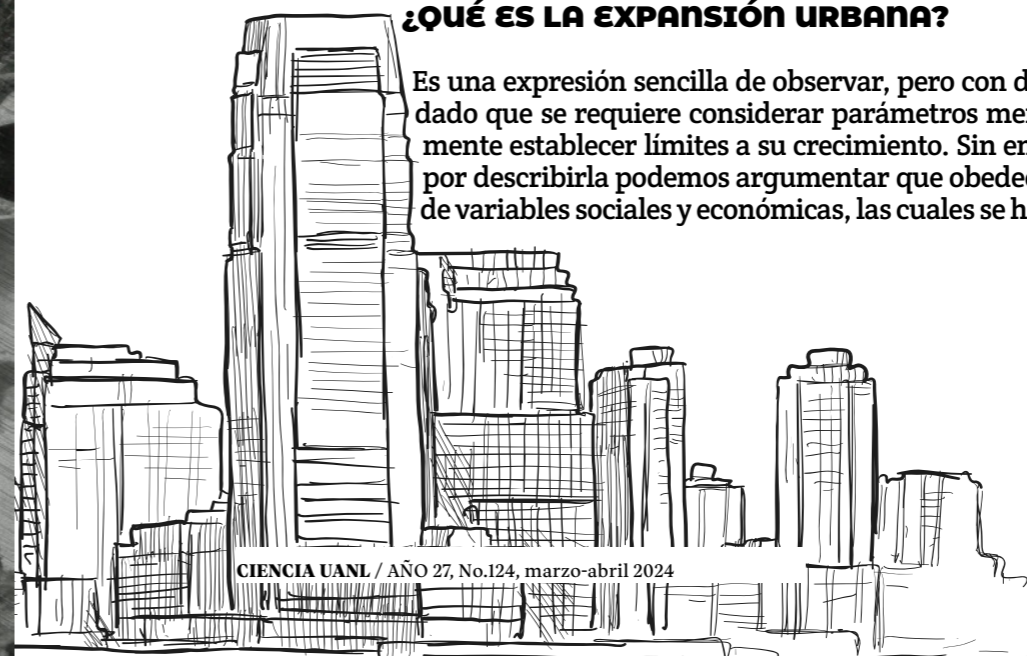 ¿QUÉ ES LA EXPANSIÓN URBANA?
Es una expresión sencilla de observar, pero con
dado que se requiere considerar parámetros
mente establecer límites a su crecimiento. Sin
por describirla podemos argumentar que
de variables sociales y económicas, las cuales se
CIENCIA UANL / AÑO 27, No.124, marzo-abril 2024